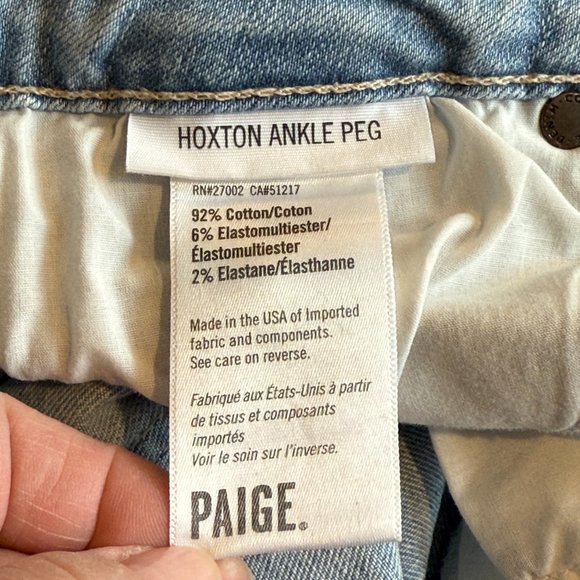 HOXTON ANKLE PEG
RN#27002 CA#51217
92% Cotton/Coton
6% Elastomultiester/
Élastomultiester
2% Elastane/Élasthanne
Made in the USA of Imported
fabric and components.
See care on reverse.
Fabriqué aux États-Unis à partir
de tissus et composants
importés
Voir le soin sur l'inverse.
PAIGE®